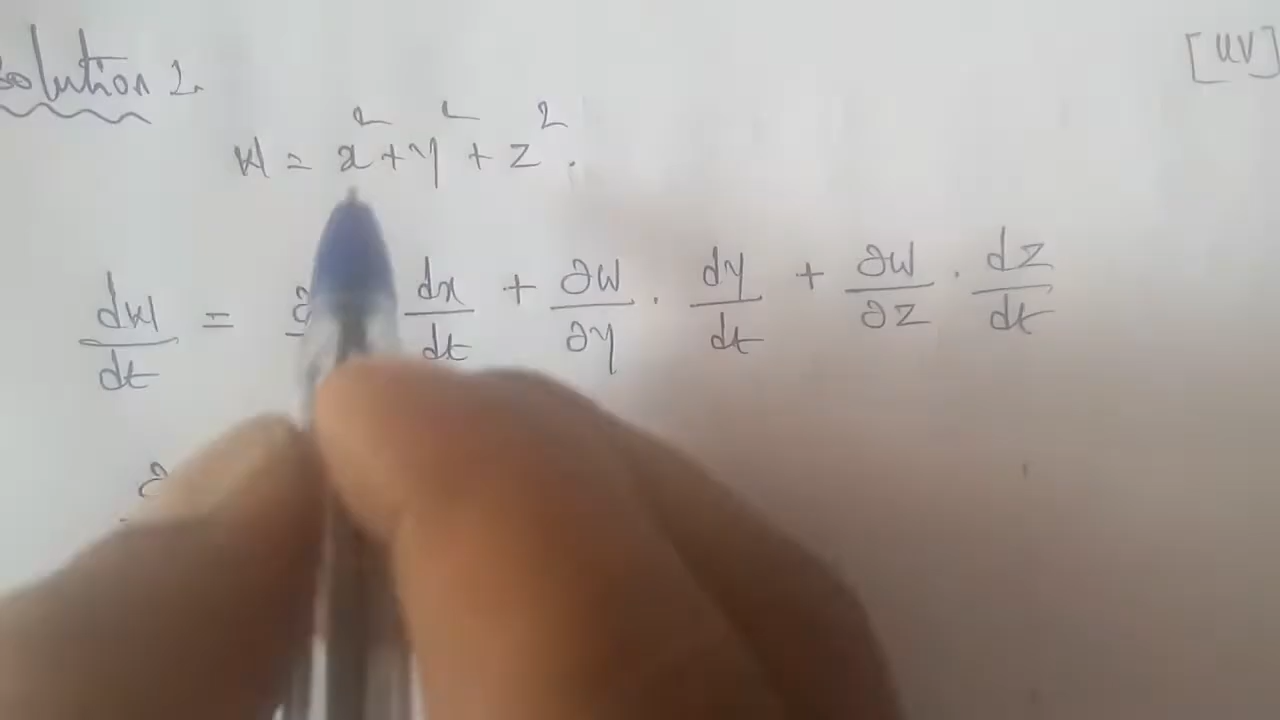 Solution 2.
[UV]
W = x² + y² + z².
dW/dt = ∂ dx/dt + ∂W/∂y · dy/dt + ∂W/∂z · dz/dt
∂